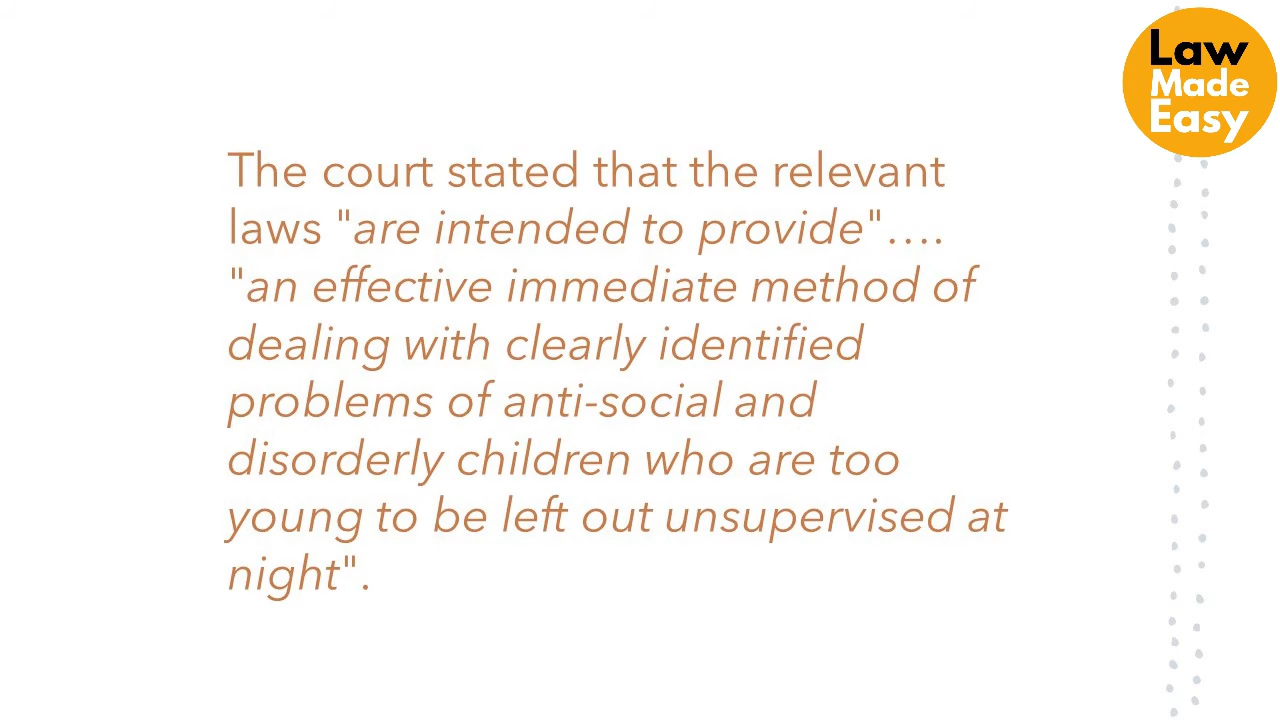 Law
Made
Easy
The court stated that the relevant
laws "are intended to provide"....
"an effective immediate method of
dealing with clearly identified
problems of anti-social and
disorderly children who are too
young to be left out unsupervised at
night".